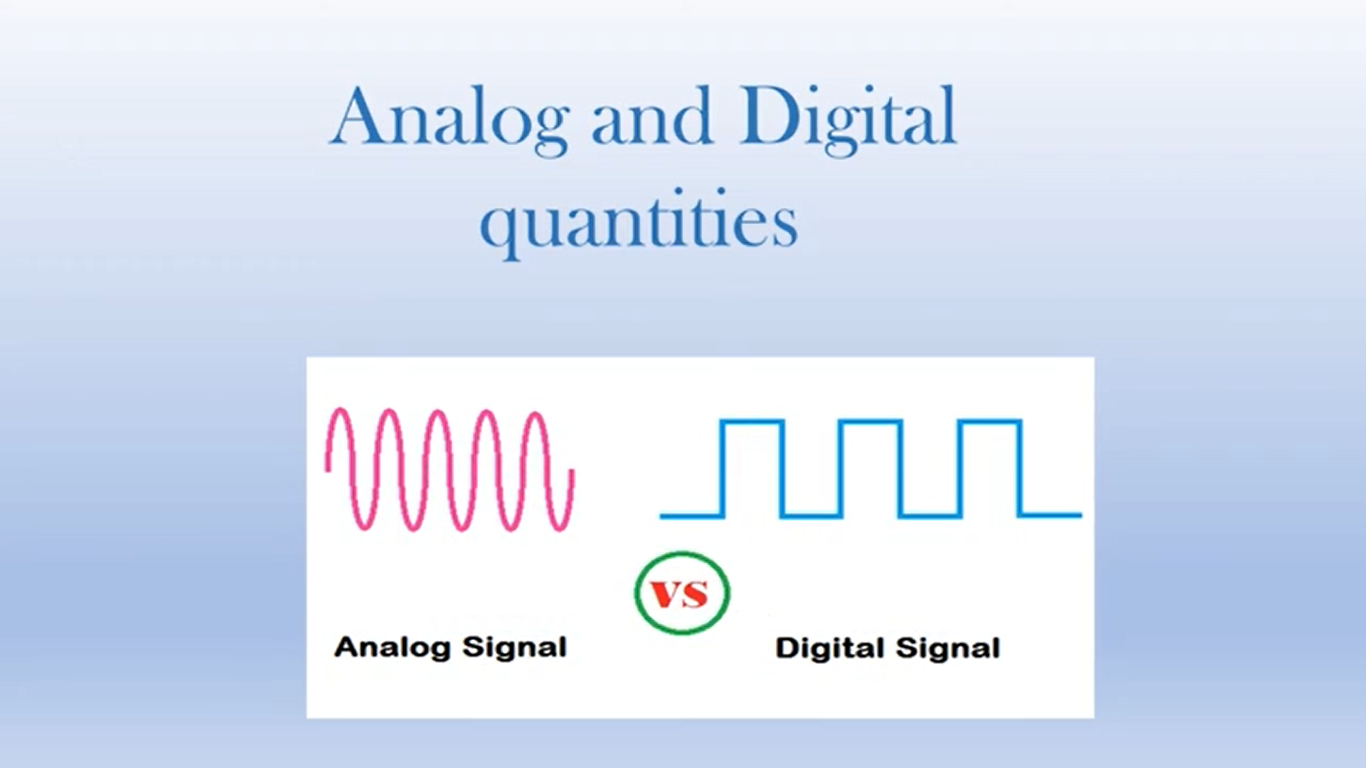 Analog and Digital
quantities
VS
Analog Signal
Digital Signal